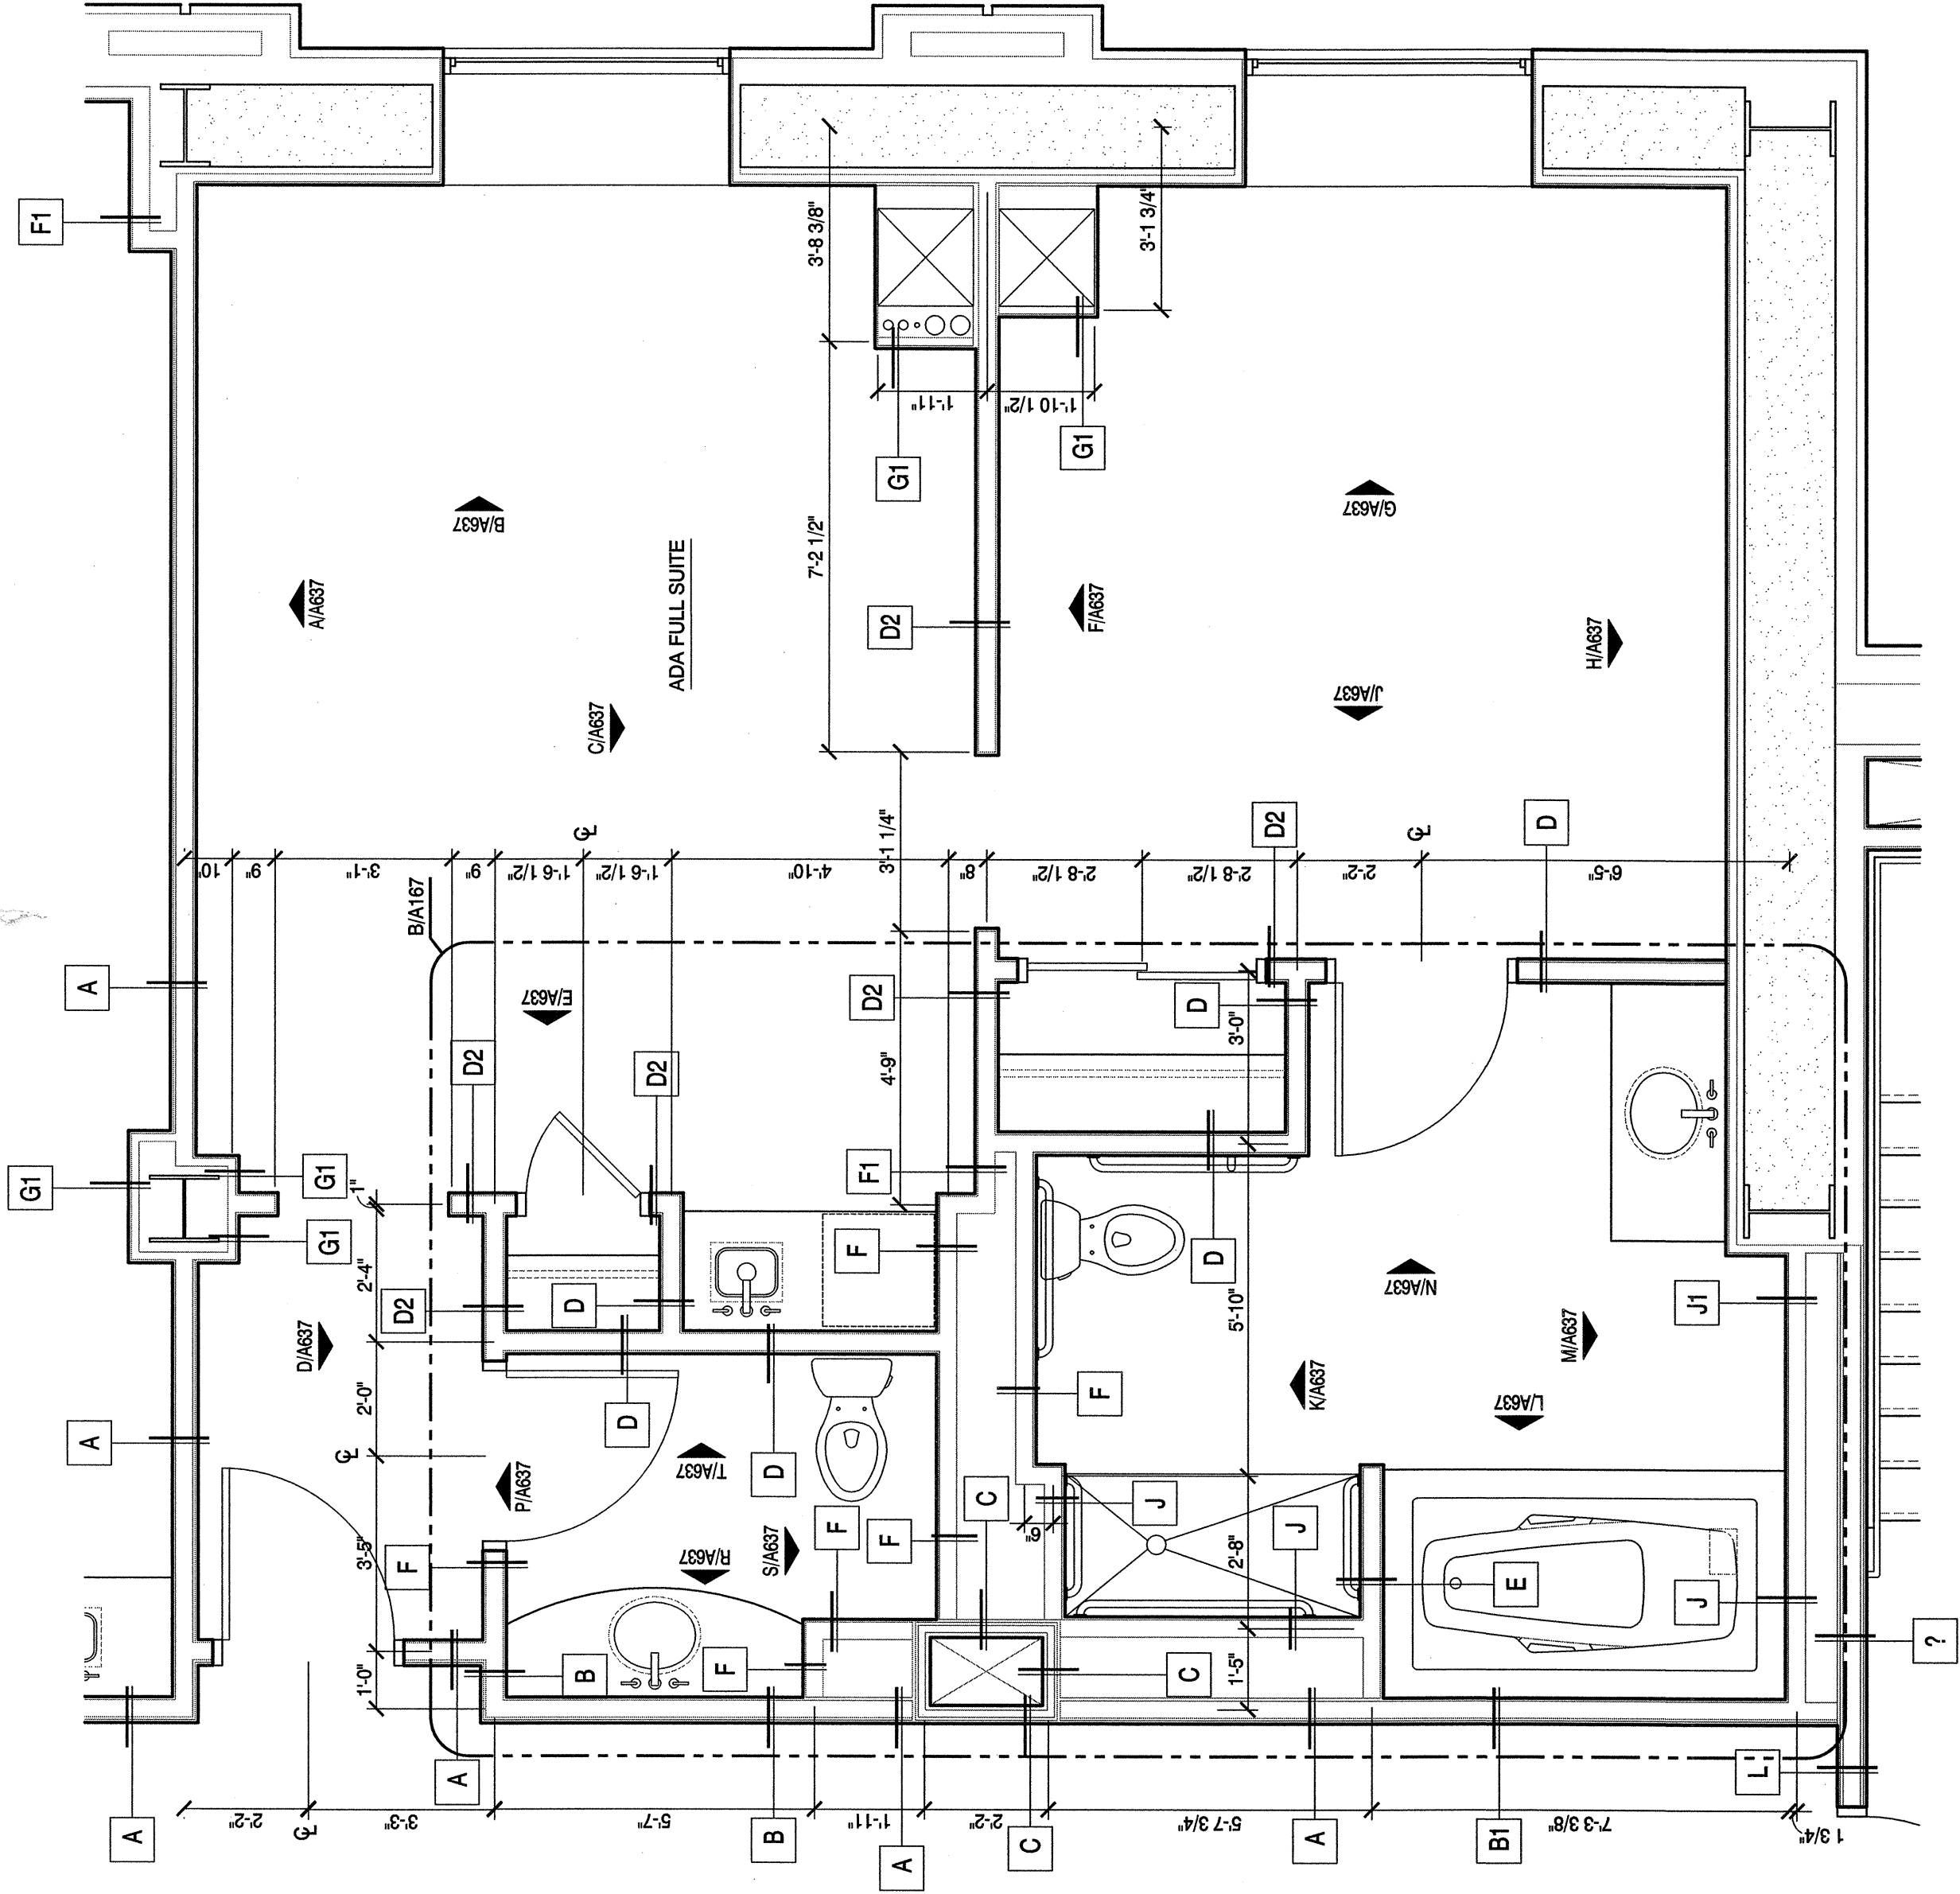 F1
3'-8 3/8"
3'-1 3/4"
1'-11"
1'-10 1/2"
G1
G1
B/A637
G/A637
7'-2 1/2"
A/A637
ADA FULL SUITE
F/A637
D2
H/A637
C/A637
J/A637
3'-1 1/4"
D2
D
℄
℄
10"
9"
3'-1"
9"
1'-6 1/2"
1'-6 1/2"
4'-10"
8"
2'-8 1/2"
2'-8 1/2"
2'-2"
6'-5"
B/A167
A
E/A637
D2
D
3'-0"
D2
D2
4'-9"
G1
G1
1"
F1
G1
F
D
D2
D
2'-4"
5'-10"
N/A637
J1
D/A637
M/A637
2'-0"
D
K/A637
F
L/A637
A
℄
T/A637
D
P/A637
C
J
F
F
F
6"
J
3'-5"
R/A637
S/A637
2'-8"
E
J
?
1'-0"
B
F
C
1'-5"
A
L
2'-2"
℄
3'-3"
5'-7"
1'-11"
2'-2"
5'-7 3/4"
7'-3 3/8"
1 3/4"
A
B
A
C
A
B1